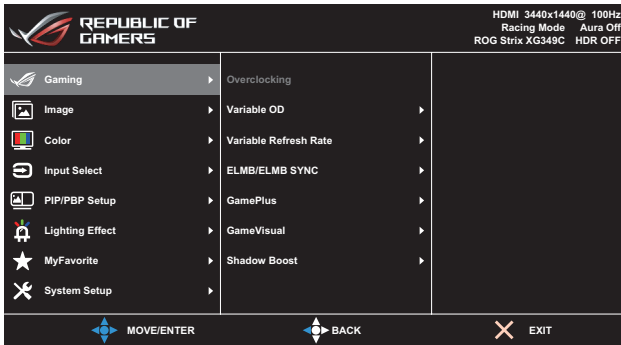 REPUBLIC OF
GAMERS
HDMI 3440x1440@ 100Hz
Racing Mode Aura Off
ROG Strix XG349C HDR OFF
Gaming
Image
Color
Input Select
PIP/PBP Setup
Lighting Effect
MyFavorite
System Setup
Overclocking
Variable OD
Variable Refresh Rate
ELMB/ELMB SYNC
GamePlus
GameVisual
Shadow Boost
MOVE/ENTER
BACK
EXIT